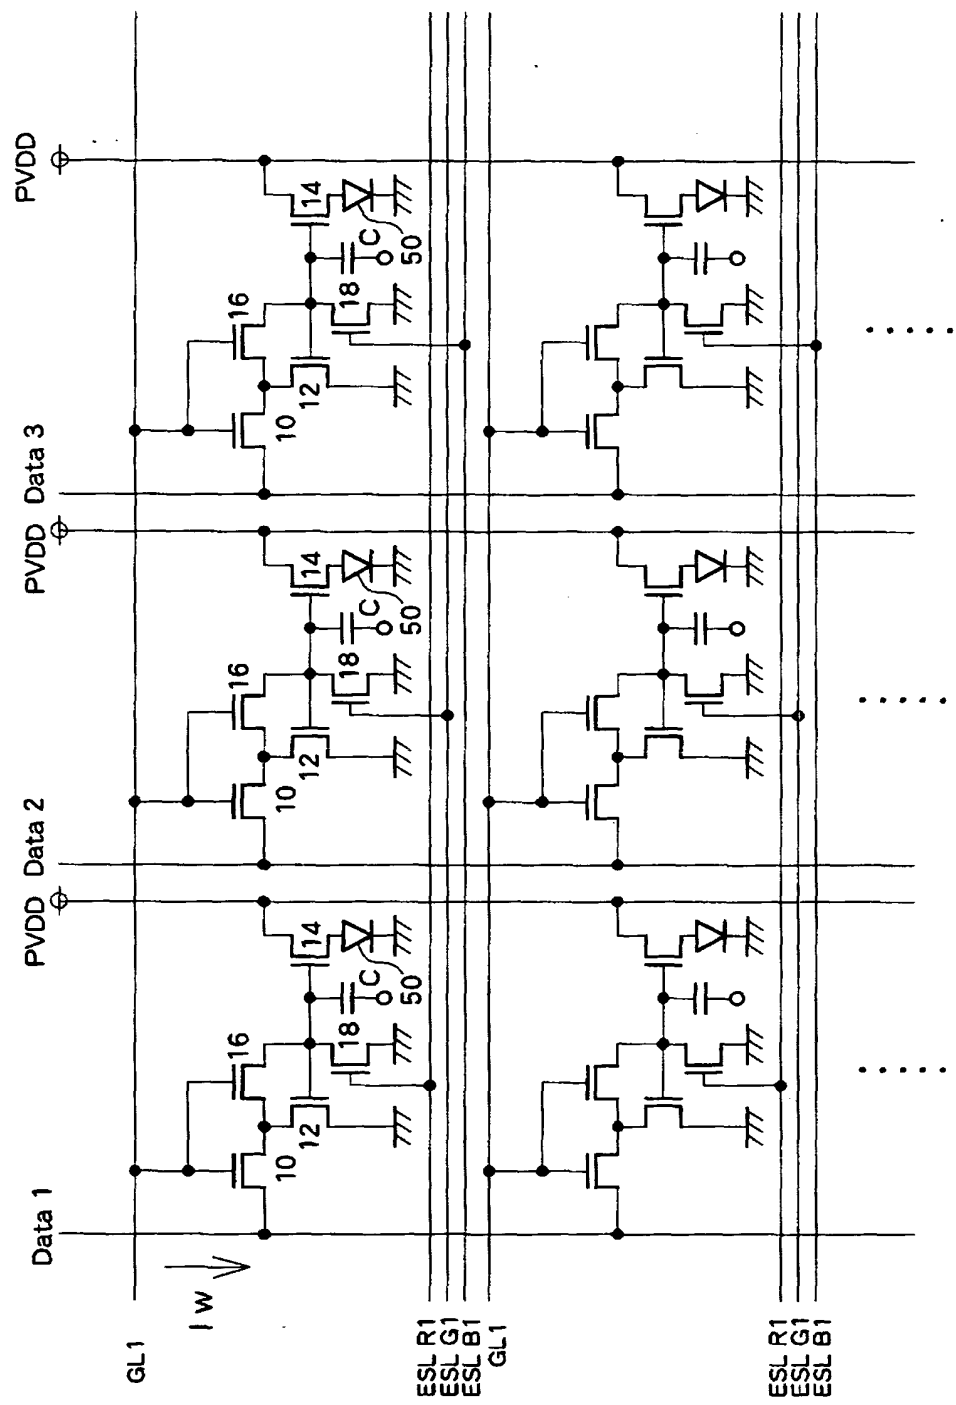 Data 1 PVDD Data 2 PVDD Data 3 PVDD
GL1
Iw
16 16 16
10 10 10
12 14 12 14 12 14
18 C 18 C 18 C
50 50 50
ESL R1
ESL G1
ESL B1
GL1
ESL R1
ESL G1
ESL B1